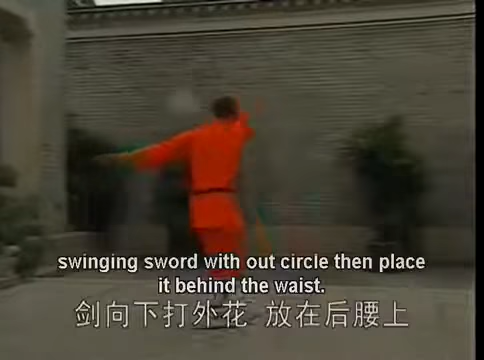 swinging sword with out circle then place
it behind the waist.
剑向下打外花 放在后腰上